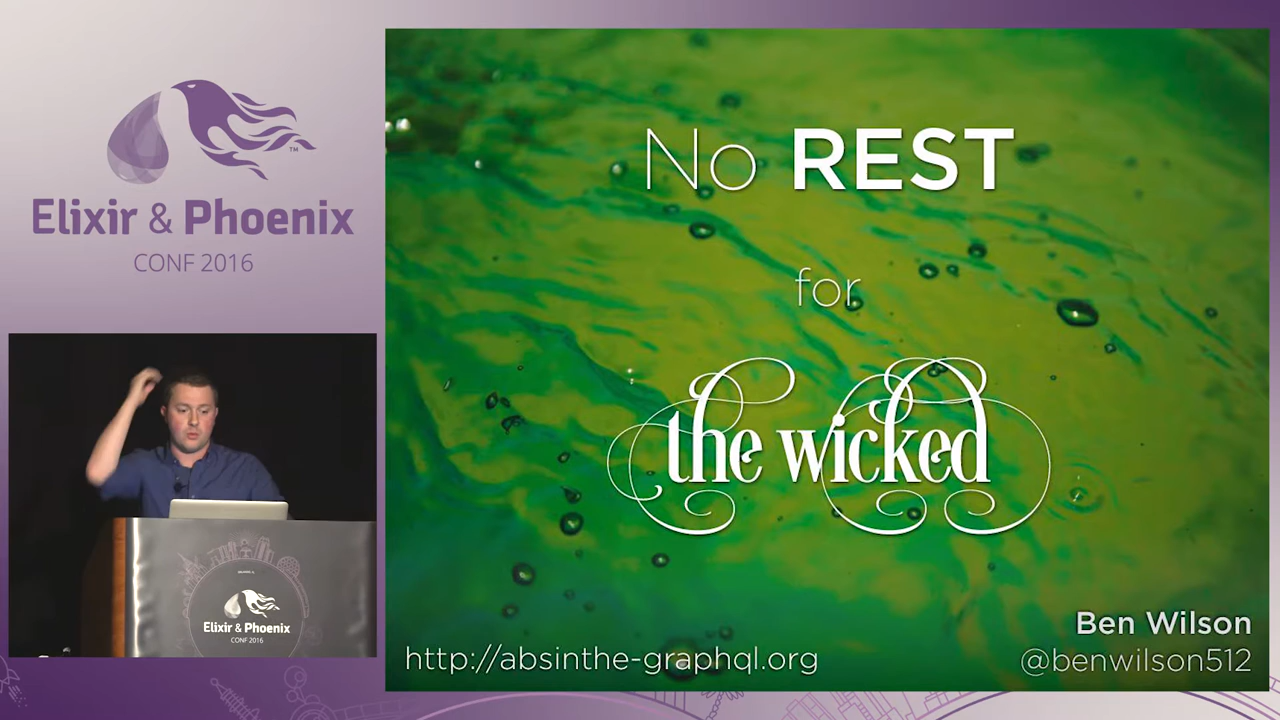 Elixir & Phoenix
CONF 2016
No REST
for
the wicked
Ben Wilson
@benwilson512
http://absinthe-graphql.org
Elixir & Phoenix
CONF 2016